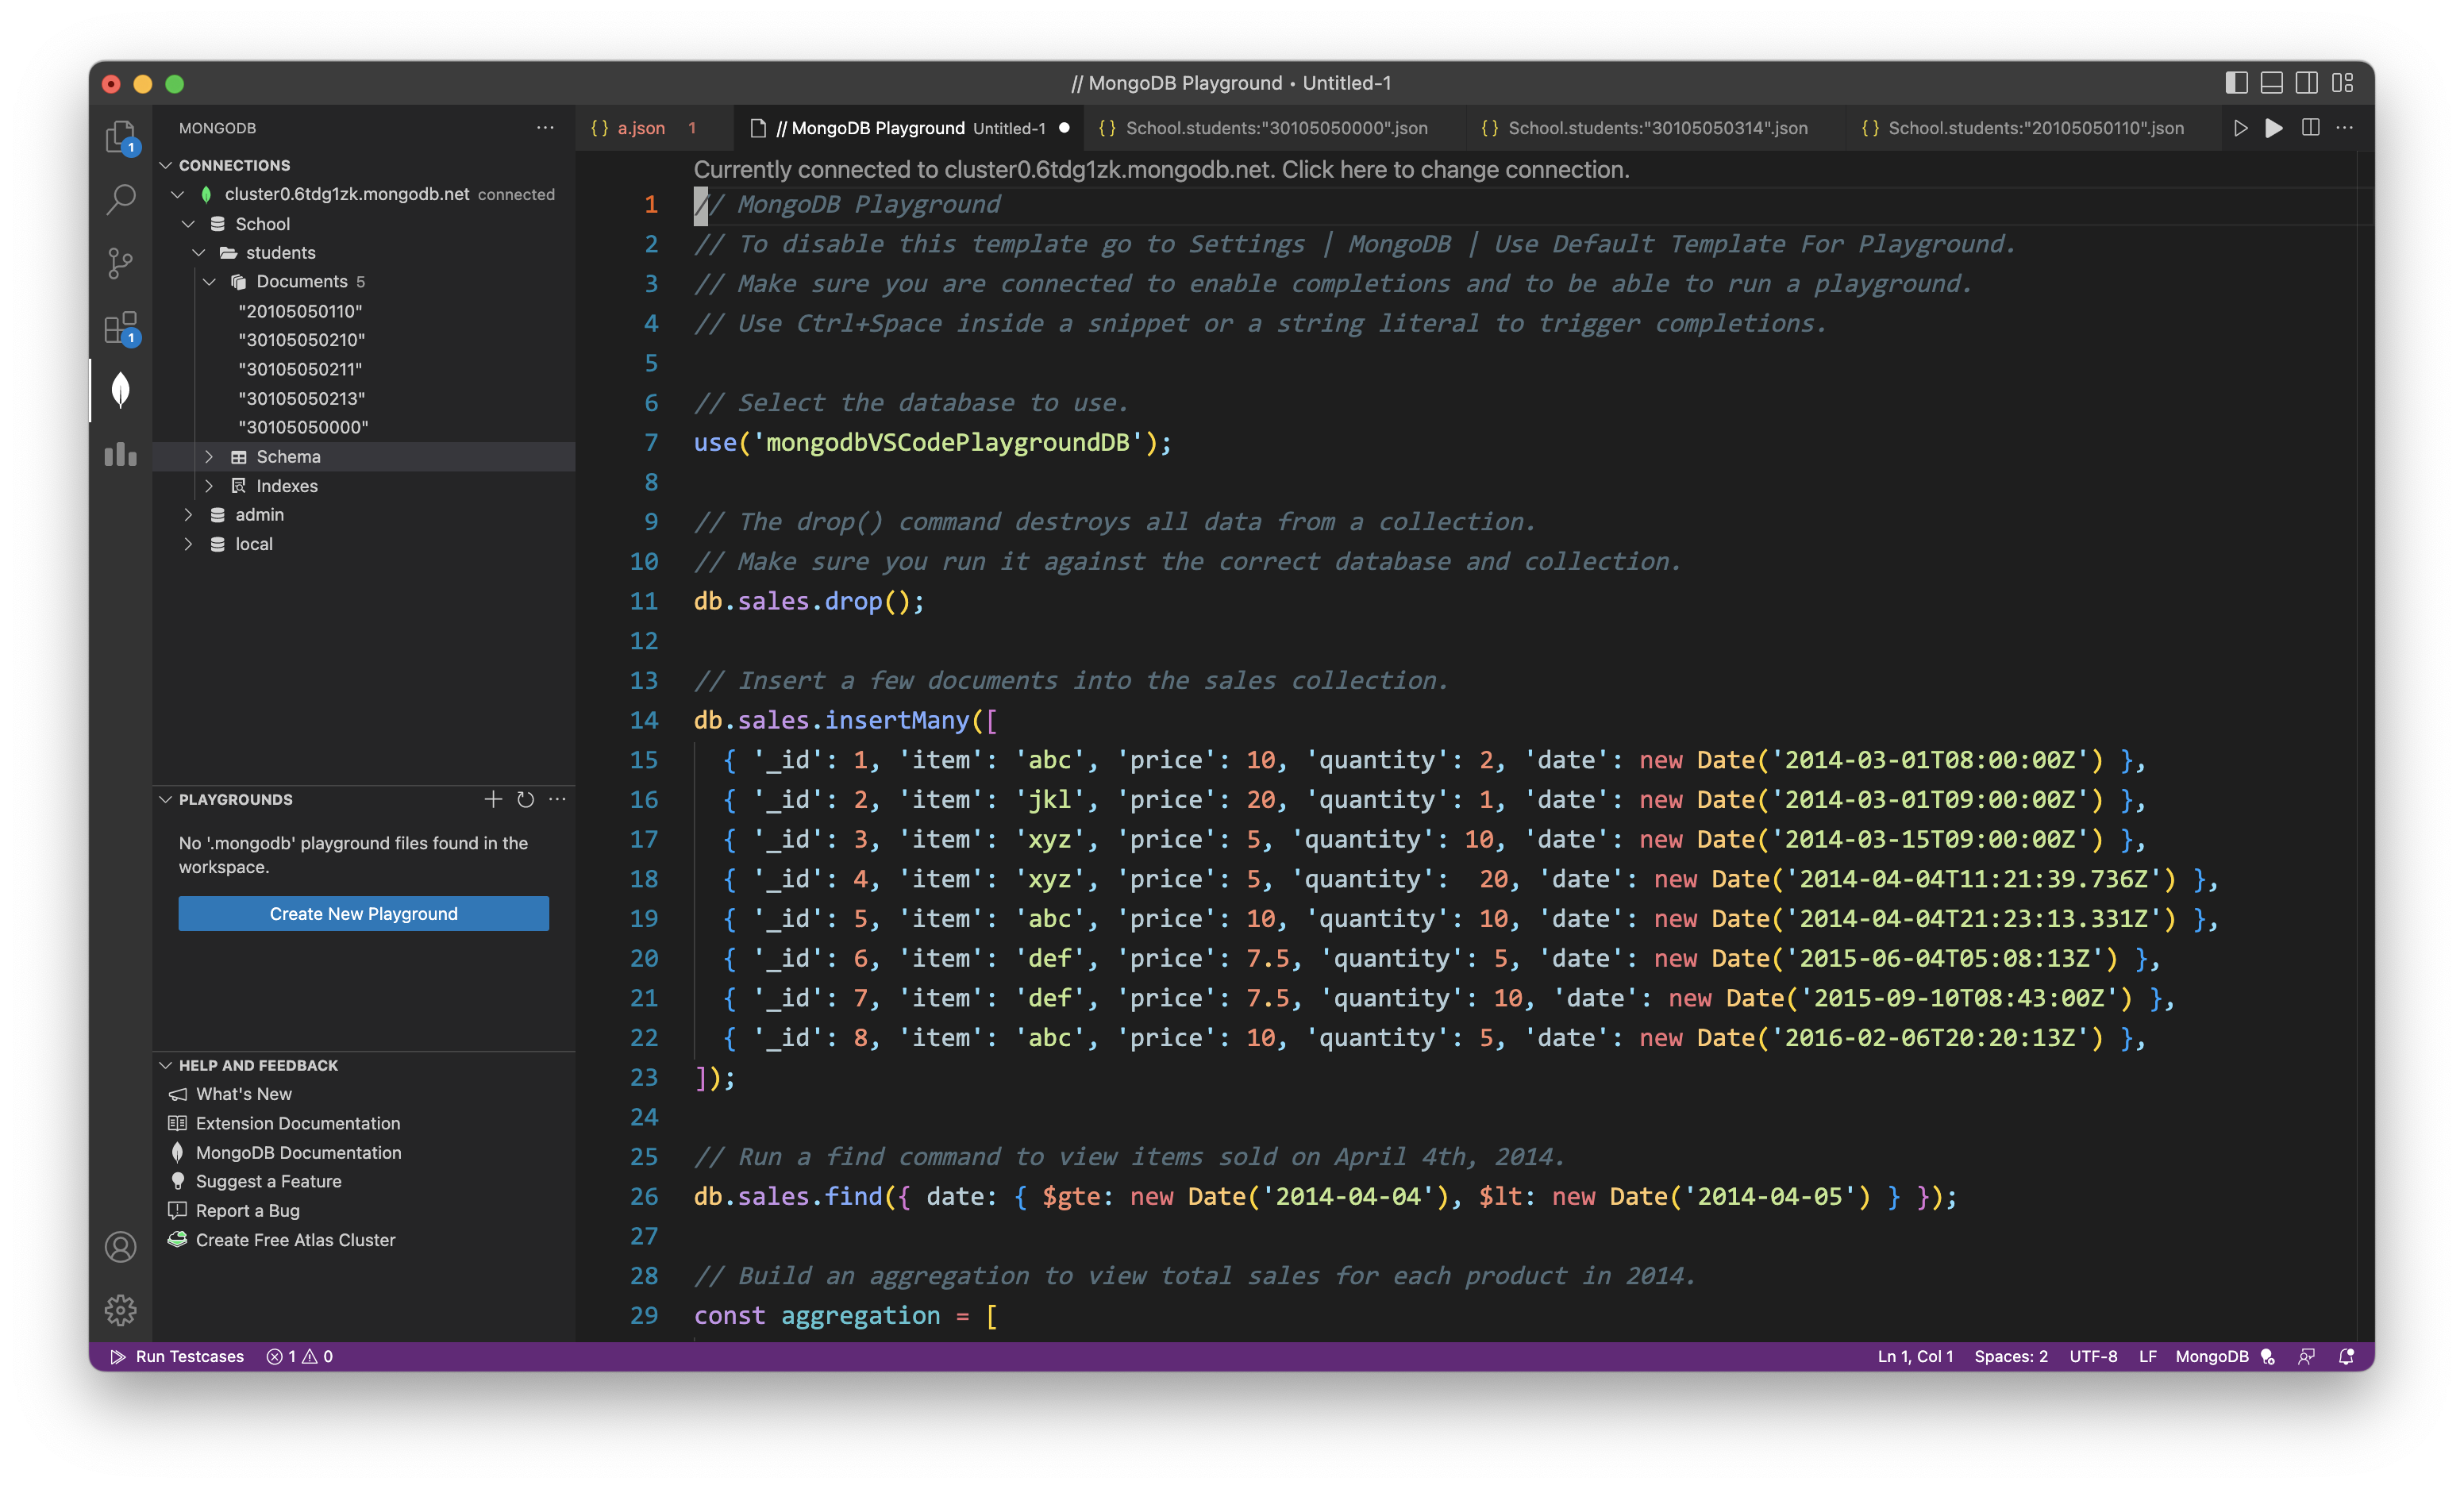 // MongoDB Playground • Untitled-1
MONGODB
CONNECTIONS
cluster0.6tdg1zk.mongodb.net connected
School
students
Documents 5
"20105050110"
"30105050210"
"30105050211"
"30105050213"
"30105050000"
Schema
Indexes
admin
local
PLAYGROUNDS
No '.mongodb' playground files found in the
workspace.
Create New Playground
HELP AND FEEDBACK
What's New
Extension Documentation
MongoDB Documentation
Suggest a Feature
Report a Bug
Create Free Atlas Cluster
1
1
{ } a.json 1
// MongoDB Playground Untitled-1
{ } School.students:"30105050000".json
{ } School.students:"30105050314".json
{ } School.students:"20105050110".json
Currently connected to cluster0.6tdg1zk.mongodb.net. Click here to change connection.
1 // MongoDB Playground
2 // To disable this template go to Settings | MongoDB | Use Default Template For Playground.
3 // Make sure you are connected to enable completions and to be able to run a playground.
4 // Use Ctrl+Space inside a snippet or a string literal to trigger completions.
5
6 // Select the database to use.
7 use('mongodbVSCodePlaygroundDB');
8
9 // The drop() command destroys all data from a collection.
10 // Make sure you run it against the correct database and collection.
11 db.sales.drop();
12
13 // Insert a few documents into the sales collection.
14 db.sales.insertMany([
15   { '_id': 1, 'item': 'abc', 'price': 10, 'quantity': 2, 'date': new Date('2014-03-01T08:00:00Z') },
16   { '_id': 2, 'item': 'jkl', 'price': 20, 'quantity': 1, 'date': new Date('2014-03-01T09:00:00Z') },
17   { '_id': 3, 'item': 'xyz', 'price': 5, 'quantity': 10, 'date': new Date('2014-03-15T09:00:00Z') },
18   { '_id': 4, 'item': 'xyz', 'price': 5, 'quantity':  20, 'date': new Date('2014-04-04T11:21:39.736Z') },
19   { '_id': 5, 'item': 'abc', 'price': 10, 'quantity': 10, 'date': new Date('2014-04-04T21:23:13.331Z') },
20   { '_id': 6, 'item': 'def', 'price': 7.5, 'quantity': 5, 'date': new Date('2015-06-04T05:08:13Z') },
21   { '_id': 7, 'item': 'def', 'price': 7.5, 'quantity': 10, 'date': new Date('2015-09-10T08:43:00Z') },
22   { '_id': 8, 'item': 'abc', 'price': 10, 'quantity': 5, 'date': new Date('2016-02-06T20:20:13Z') },
23 ]);
24
25 // Run a find command to view items sold on April 4th, 2014.
26 db.sales.find({ date: { $gte: new Date('2014-04-04'), $lt: new Date('2014-04-05') } });
27
28 // Build an aggregation to view total sales for each product in 2014.
29 const aggregation = [
Run Testcases 1 0 Ln 1, Col 1 Spaces: 2 UTF-8 LF MongoDB